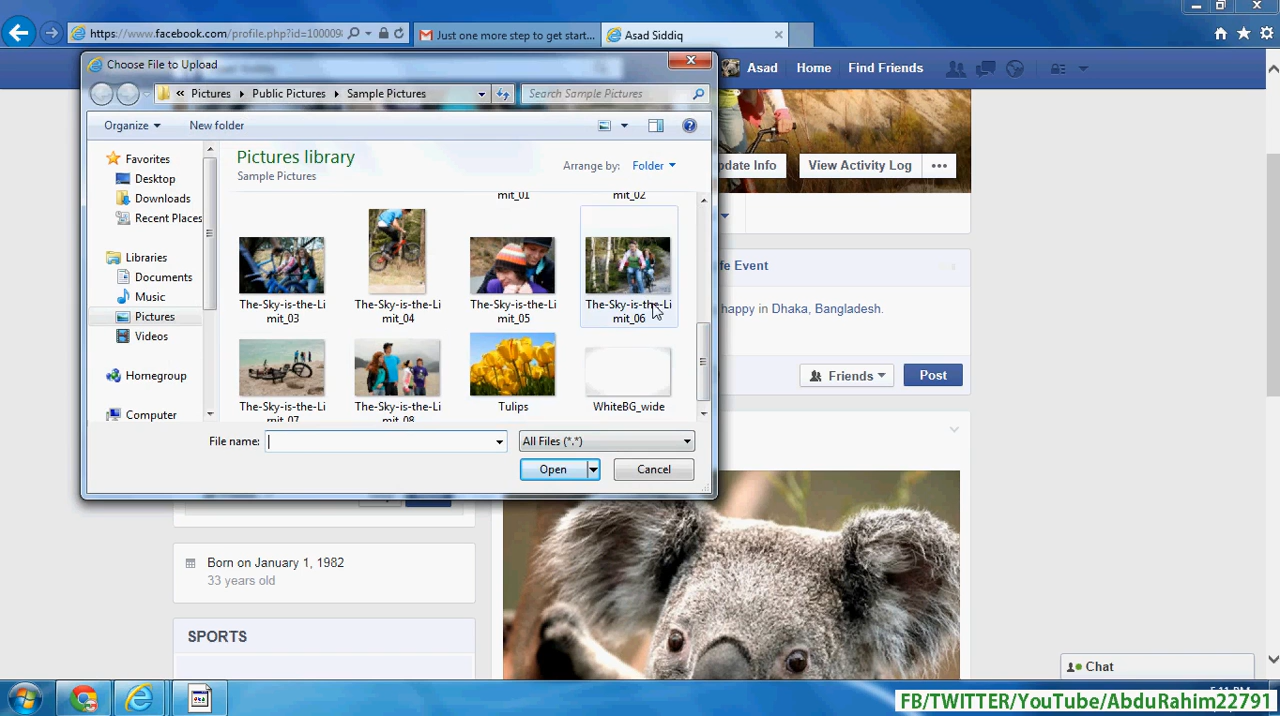 https://www.facebook.com/profile.php?id=100009
Just one more step to get start...
Asad Siddiq
Choose File to Upload
Asad
Home
Find Friends
Pictures
Public Pictures
Sample Pictures
Search Sample Pictures
Organize
New folder
Pictures library
Sample Pictures
Arrange by:
Folder
Favorites
Desktop
Downloads
Recent Places
Libraries
Documents
Music
Pictures
Videos
Homegroup
Computer
mit_01
mit_02
The-Sky-is-the-Li
mit_03
The-Sky-is-the-Li
mit_04
The-Sky-is-the-Li
mit_05
The-Sky-is-the-Li
mit_06
The-Sky-is-the-Li
mit_07
The-Sky-is-the-Li
mit_08
Tulips
WhiteBG_wide
File name:
All Files (*.*)
Open
Cancel
pdate Info
View Activity Log
fe Event
happy in Dhaka, Bangladesh.
Friends
Post
Born on January 1, 1982
33 years old
SPORTS
Chat
FB/TWITTER/YouTube/AbduRahim22791